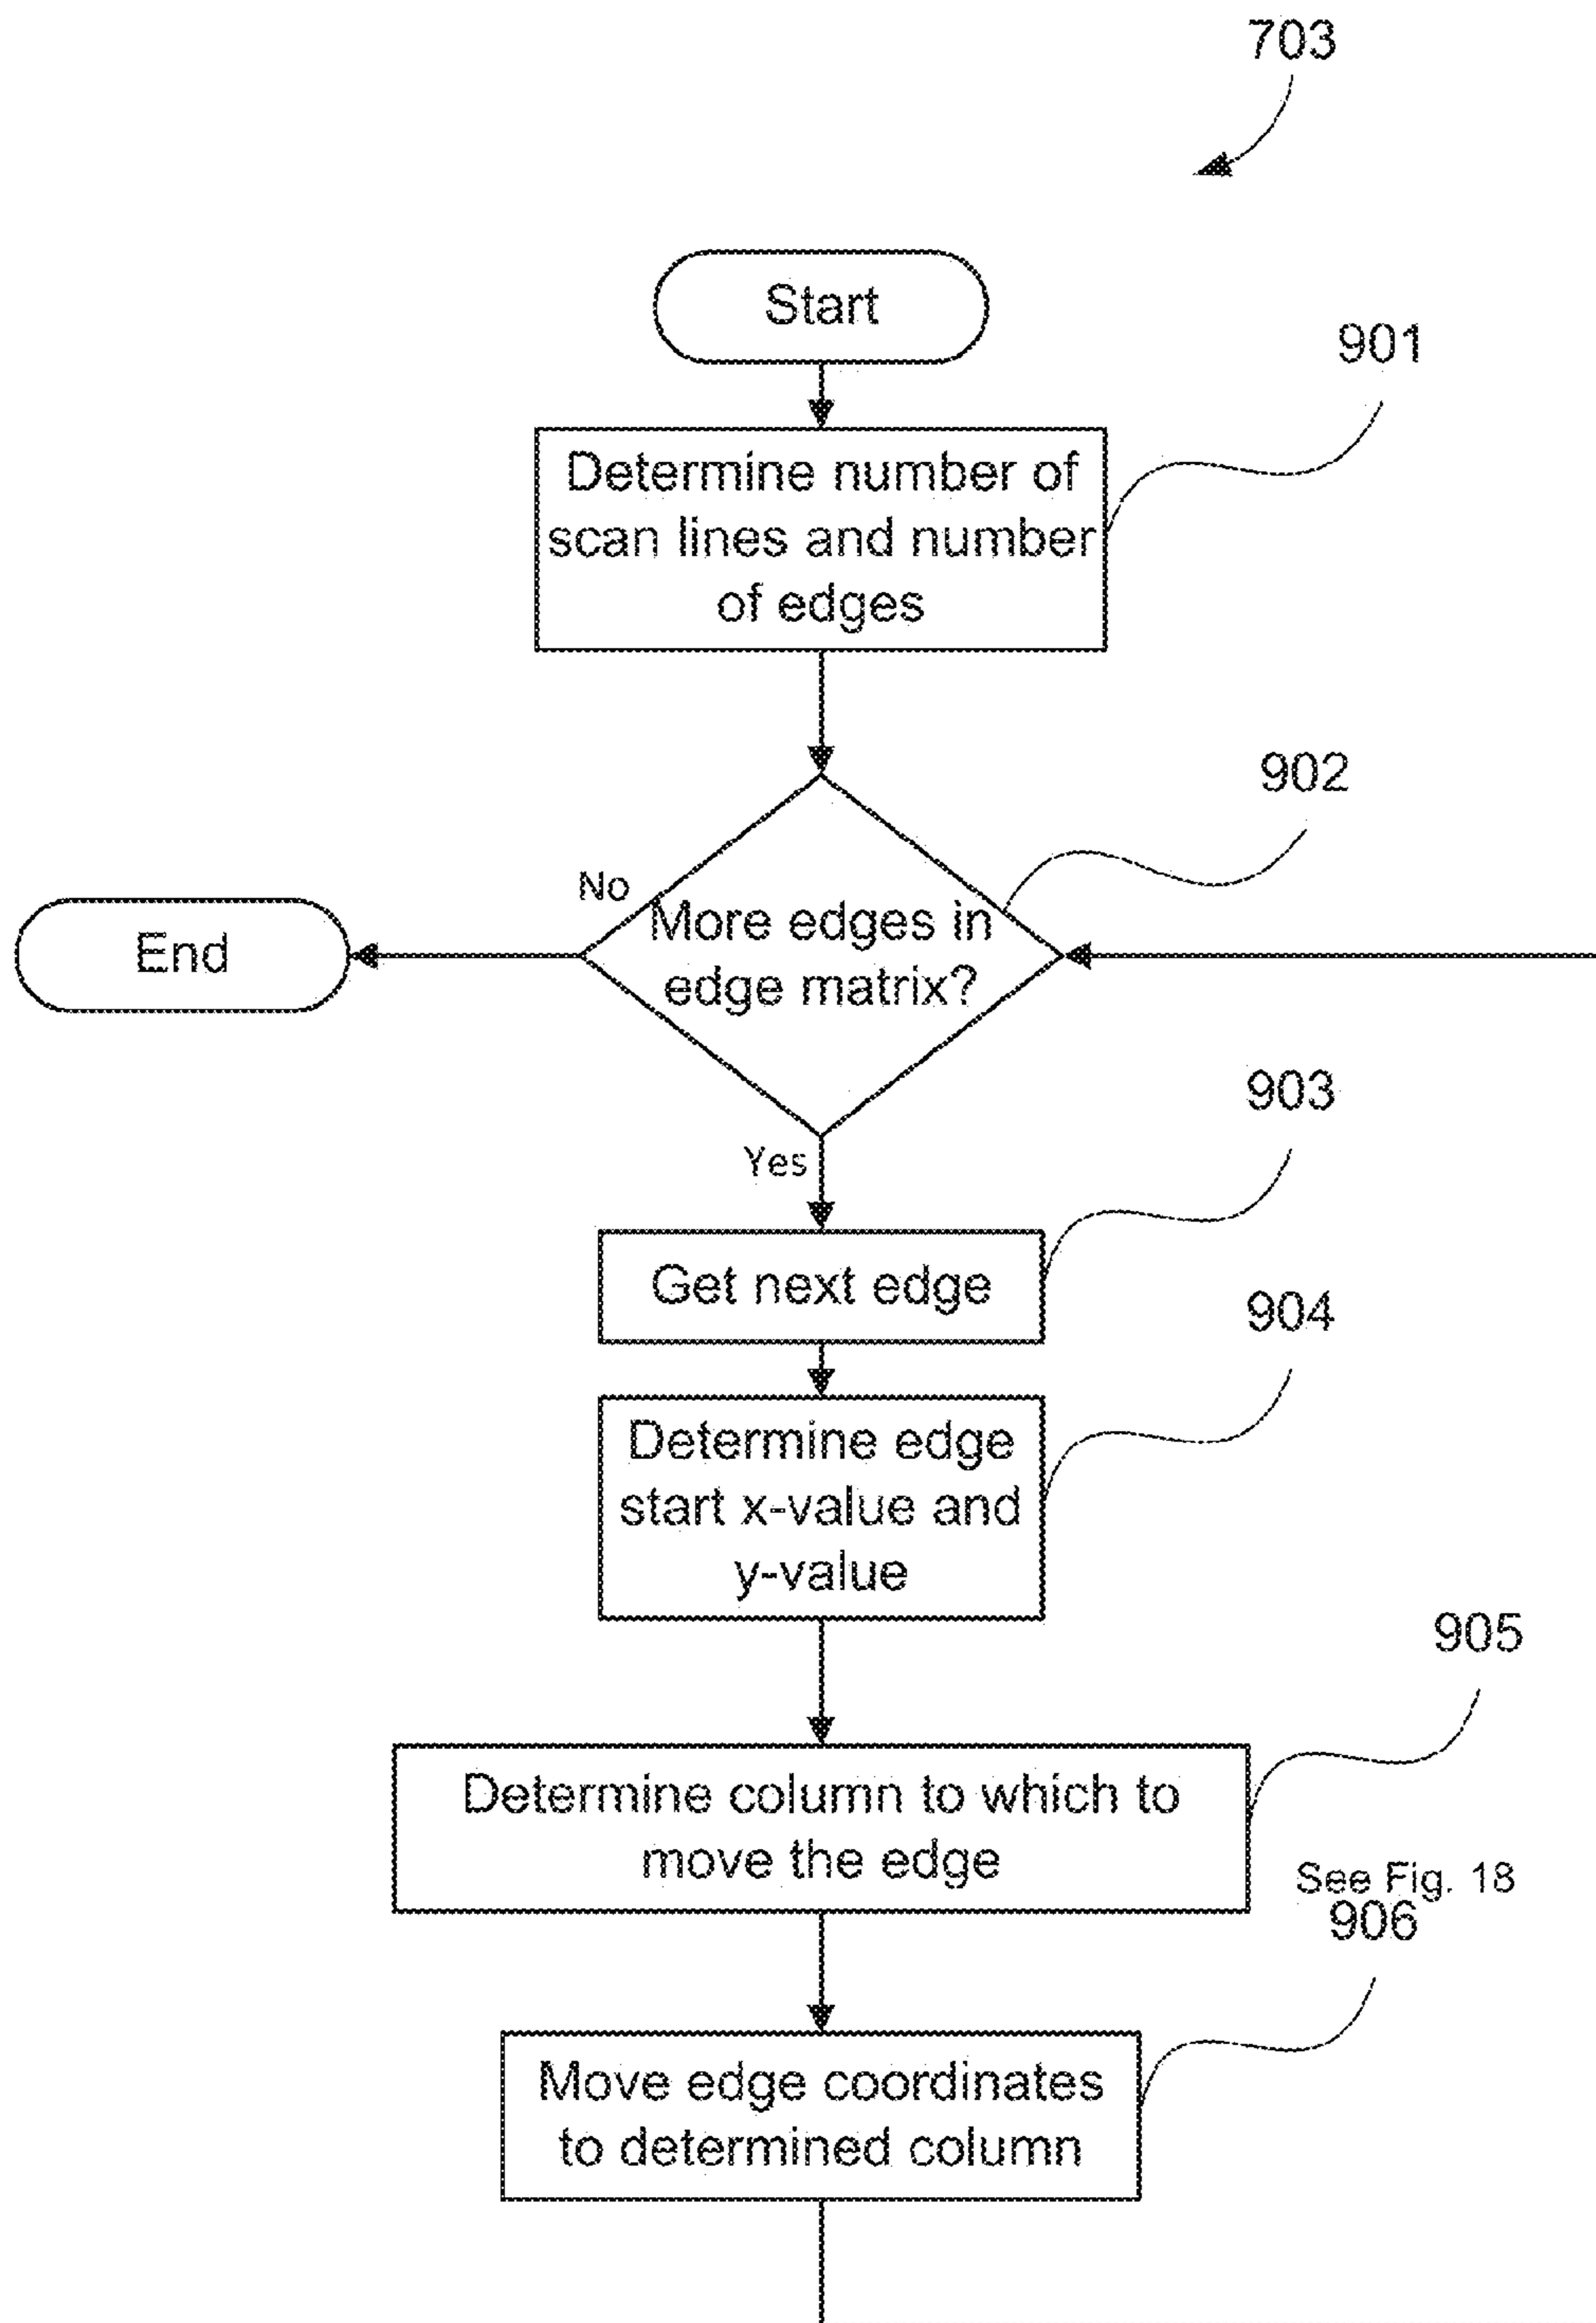 703
Start
901
Determine number of
scan lines and number
of edges
902
No
More edges in
edge matrix?
End
903
Yes
Get next edge
904
Determine edge
start x-value and
y-value
905
Determine column to which to
move the edge
See Fig. 18
906
Move edge coordinates
to determined column